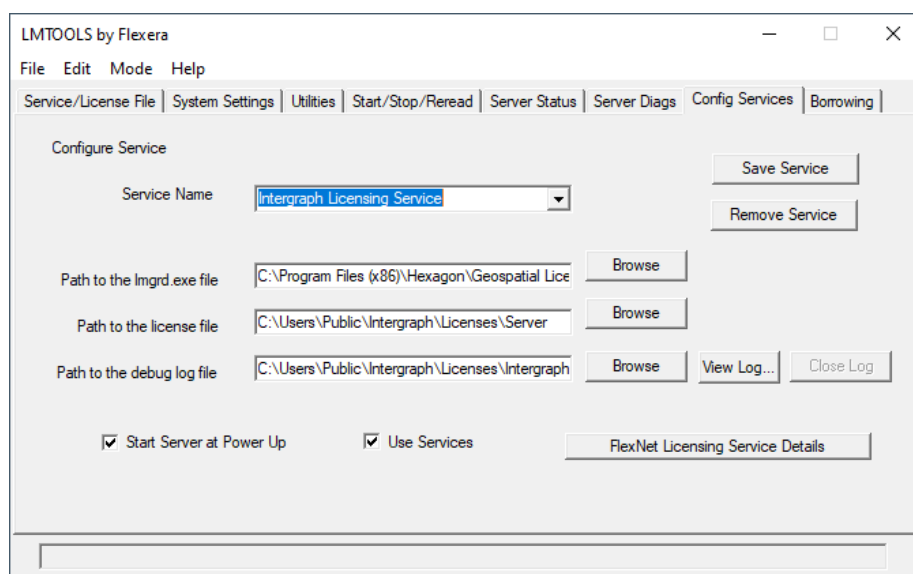 LMTOOLS by Flexera
File Edit Mode Help
Service/License File System Settings Utilities Start/Stop/Reread Server Status Server Diags Config Services Borrowing
Configure Service
Save Service
Service Name Intergraph Licensing Service
Remove Service
Path to the lmgrd.exe file C:\Program Files (x86)\Hexagon\Geospatial Lice Browse
Path to the license file C:\Users\Public\Intergraph\Licenses\Server Browse
Path to the debug log file C:\Users\Public\Intergraph\Licenses\Intergraph Browse View Log... Close Log
Start Server at Power Up Use Services FlexNet Licensing Service Details